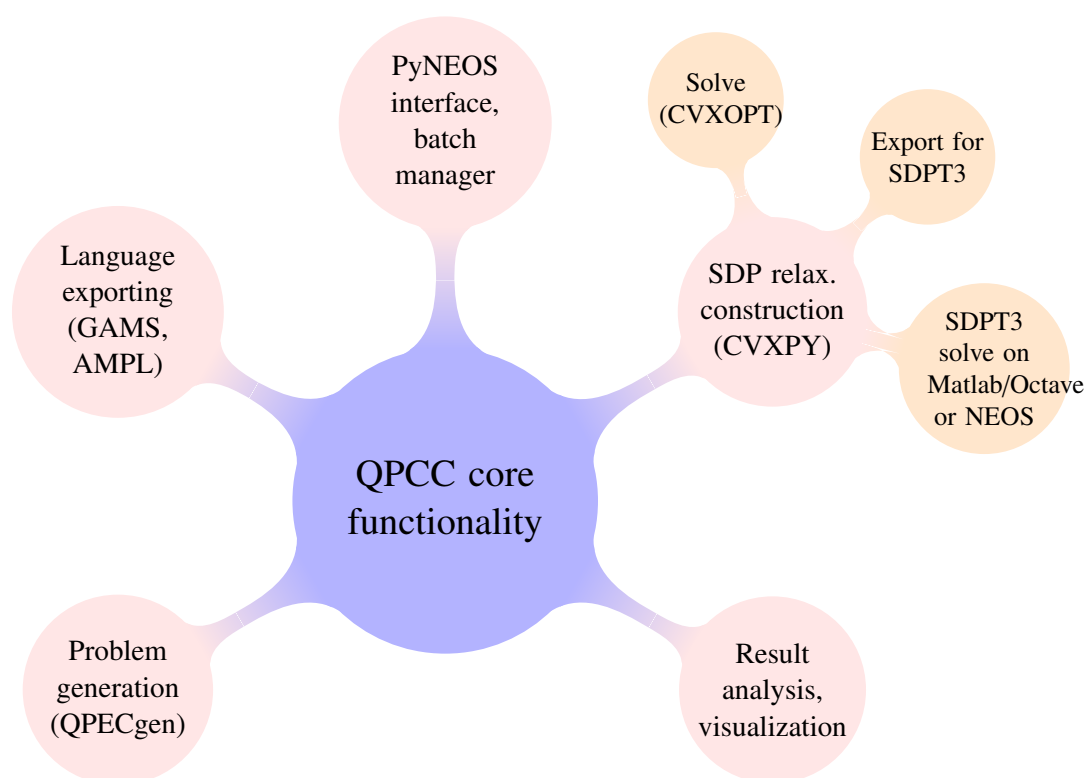 PyNEOS
interface,
batch
manager
Solve
(CVXOPT)
Export for
SDPT3
Language
exporting
(GAMS,
AMPL)
SDP relax.
construction
(CVXPY)
SDPT3
solve on
Matlab/Octave
or NEOS
QPCC core
functionality
Problem
generation
(QPECgen)
Result
analysis,
visualization